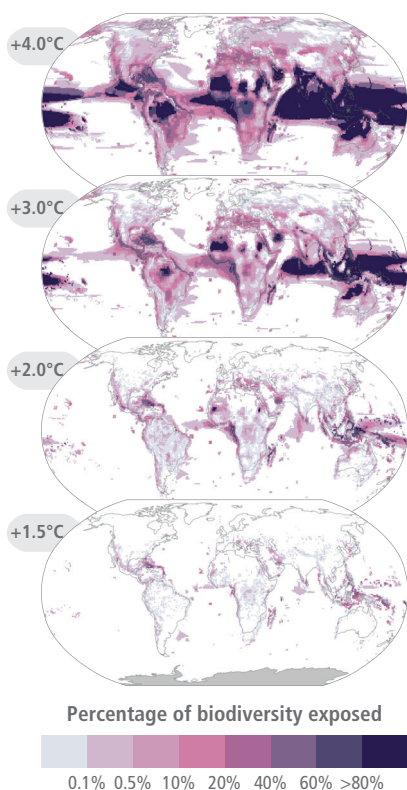 +4.0°C
+3.0°C
+2.0°C
+1.5°C
Percentage of biodiversity exposed
0.1% 0.5% 10% 20% 40% 60% >80%